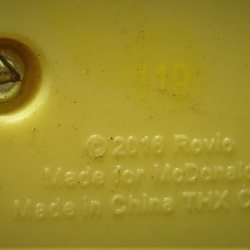 119
© 2016 Rovio
Made for McDonald
Made in China THX C